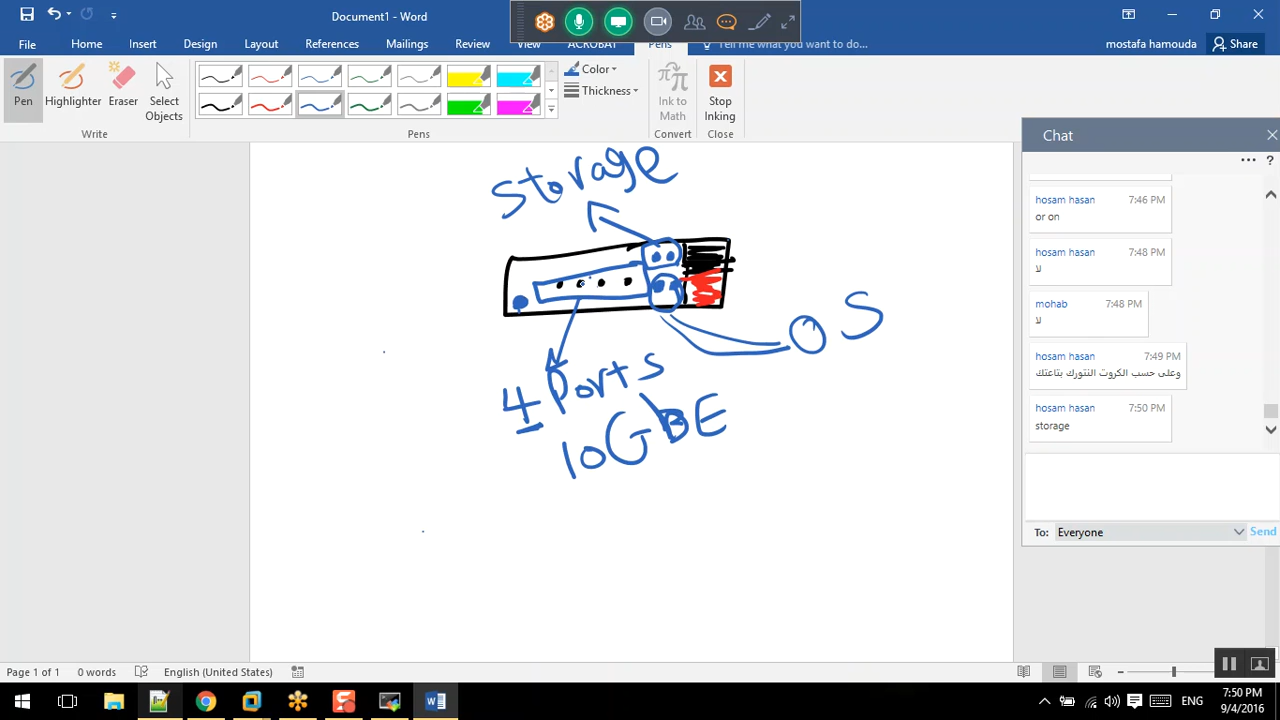 Document1 - Word
File
Home
Insert
Design
Layout
References
Mailings
Review
View
ACROBAT
Pens
Tell me what you want to do...
mostafa hamouda
Share
Pen
Highlighter
Eraser
Select
Objects
Write
Pens
Color
Thickness
Ink to
Math
Convert
Stop
Inking
Close
Storage
OS
4 Ports
10GBE
Chat
hosam hasan 7:46 PM
or on
hosam hasan 7:48 PM
لا
mohab 7:48 PM
لا
hosam hasan 7:49 PM
وعلى حسب الكروت النتورك بتاعتك
hosam hasan 7:50 PM
storage
To: Everyone Send
Page 1 of 1 0 words English (United States)
ENG
7:50 PM
9/4/2016